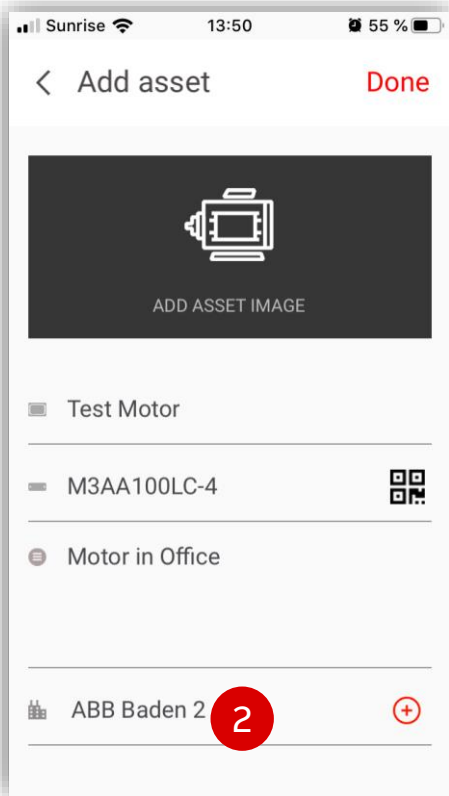 Sunrise 13:50 55 %
Add asset Done
ADD ASSET IMAGE
Test Motor
M3AA100LC-4
Motor in Office
ABB Baden 2
2